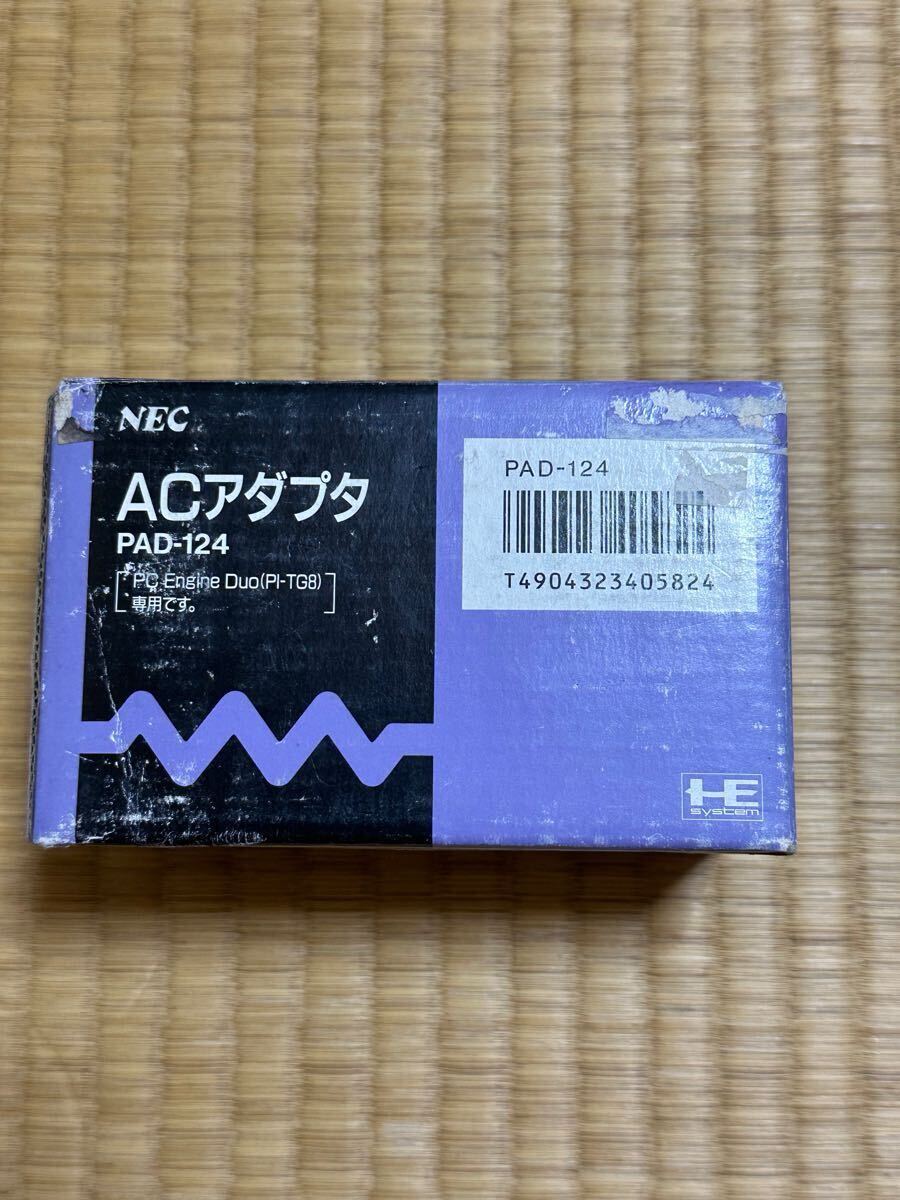 NEC
ACアダプタ
PAD-124
PC Engine Duo(PI-TG8)
専用です。
PAD-124
T4904323405824
HE
system